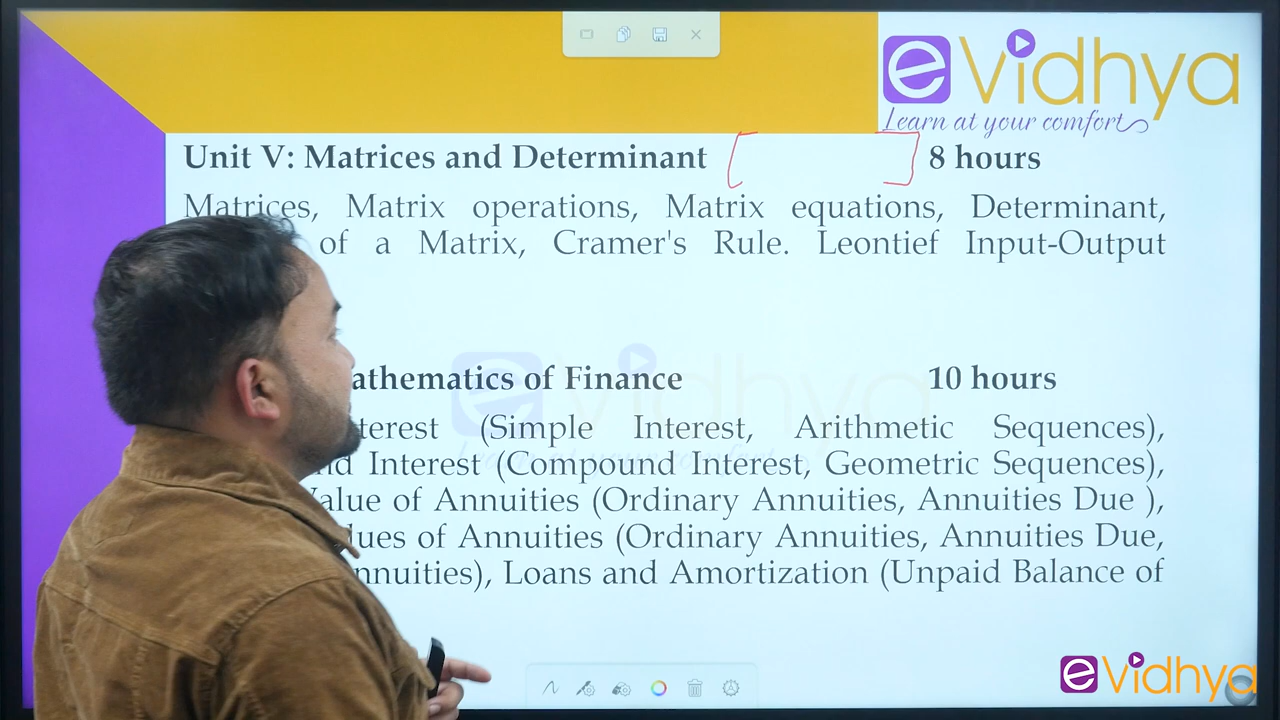 eVidhya
Learn at your comfort
Unit V: Matrices and Determinant 8 hours
Matrices, Matrix operations, Matrix equations, Determinant,
of a Matrix, Cramer's Rule. Leontief Input-Output
athematics of Finance 10 hours
terest (Simple Interest, Arithmetic Sequences),
nd Interest (Compound Interest, Geometric Sequences),
alue of Annuities (Ordinary Annuities, Annuities Due ),
lues of Annuities (Ordinary Annuities, Annuities Due,
nnuities), Loans and Amortization (Unpaid Balance of
eVidhya